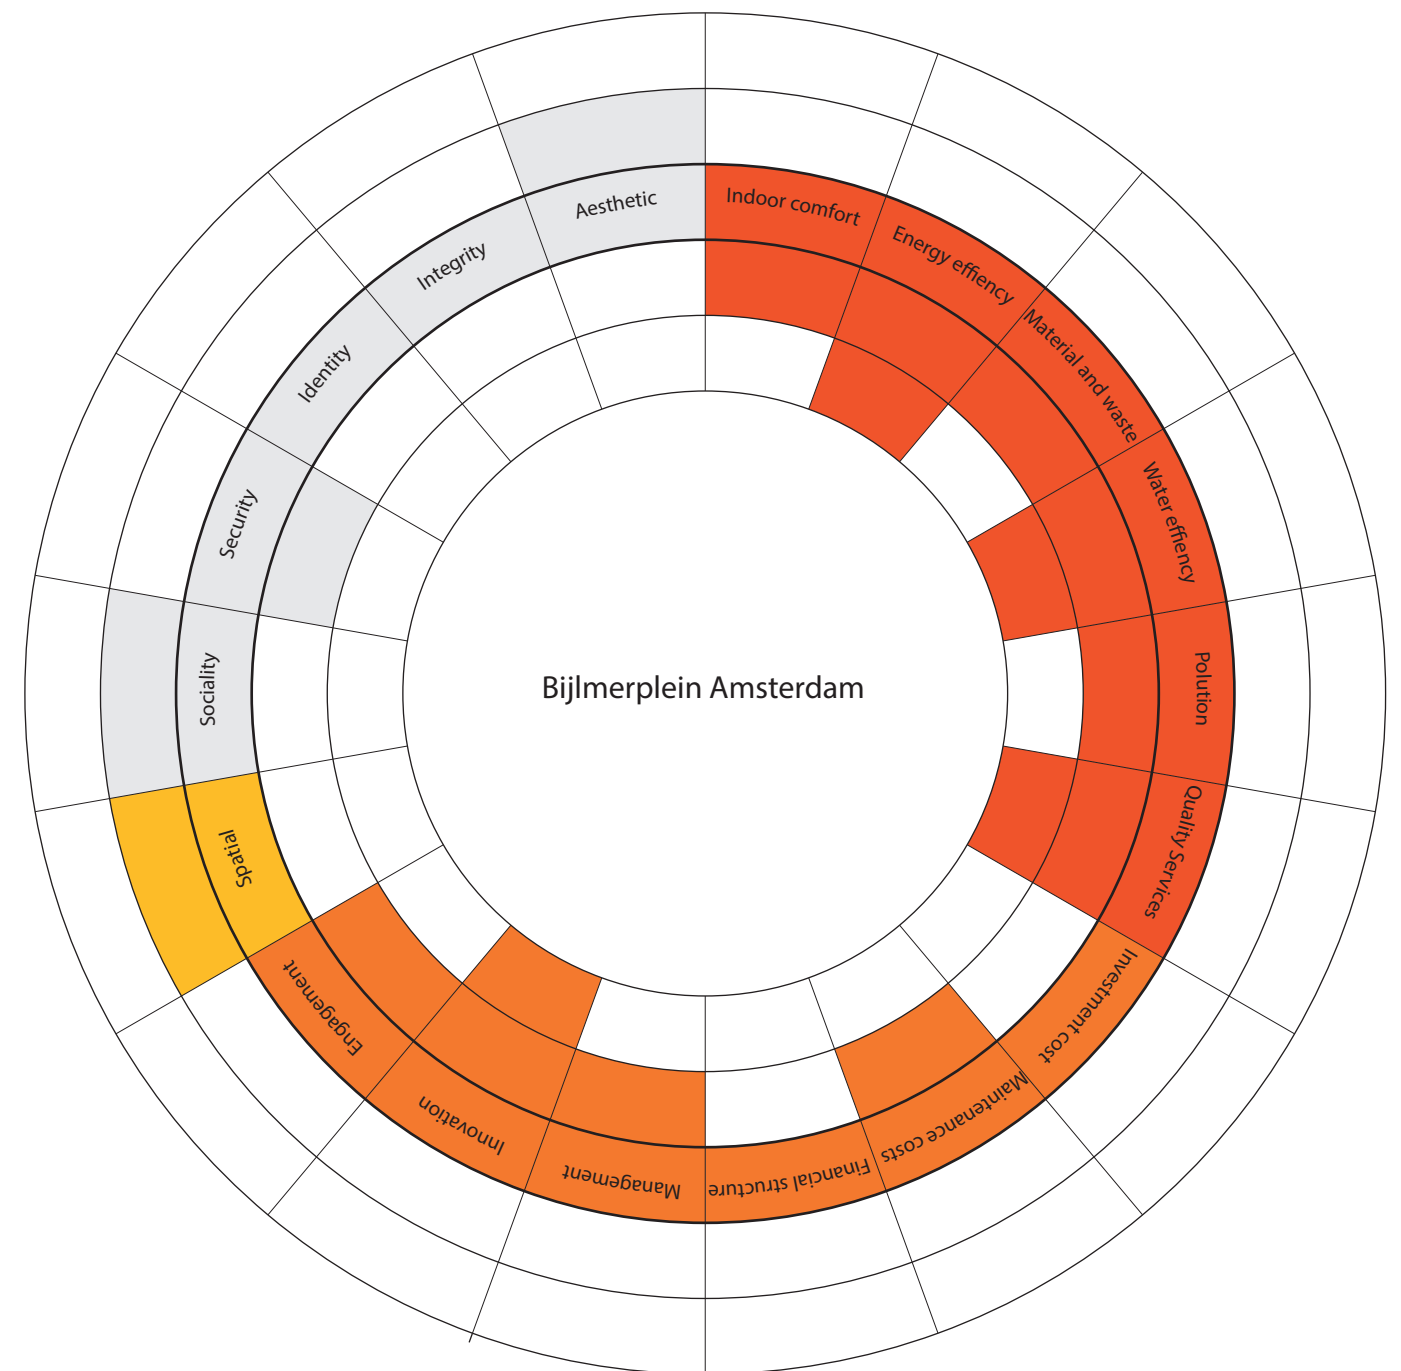 Aesthetic
Indoor comfort
Energy effiency
Material and waste
Water effiency
Polution
Quality Services
Investment cost
Maintenance costs
Financial structure
Management
Innovation
Engagement
Spatial
Sociality
Security
Identity
Integrity
Bijlmerplein Amsterdam